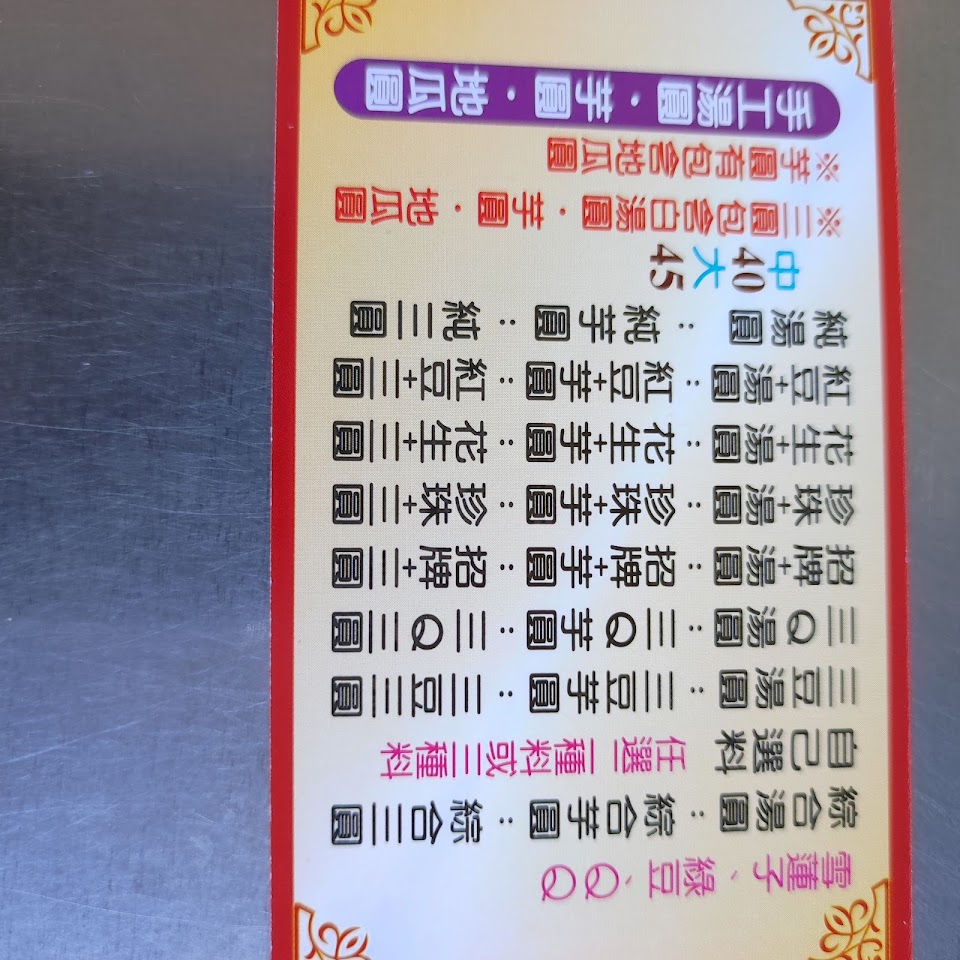 手工湯圓．芋圓．地瓜圓
※芋圓有包含地瓜圓
※三圓包含白湯圓．芋圓．地瓜圓
中40大45
純湯圓：純芋圓：純三圓
紅豆+湯圓：紅豆+芋圓：紅豆+三圓
花生+湯圓：花生+芋圓：花生+三圓
珍珠+湯圓：珍珠+芋圓：珍珠+三圓
招牌+湯圓：招牌+芋圓：招牌+三圓
三Q湯圓：三Q芋圓：三Q三圓
三豆湯圓：三豆芋圓：三豆三圓
自己選料 任選二種料或三種料
綜合湯圓：綜合芋圓：綜合三圓
雪蓮子、綠豆、QQ